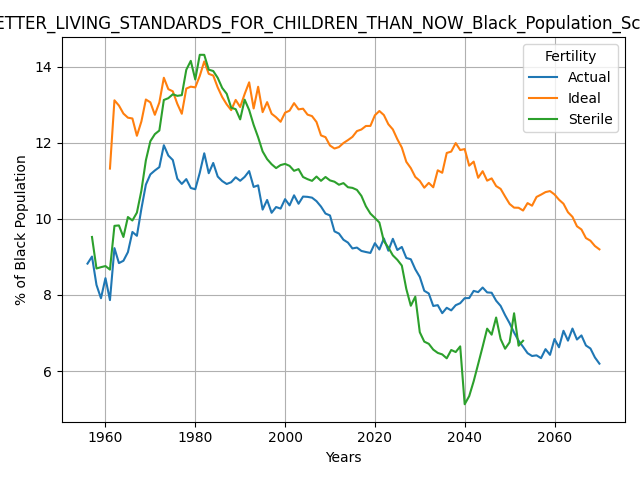 ETTER_LIVING_STANDARDS_FOR_CHILDREN_THAN_NOW_Black_Population_Sc
Fertility
Actual
Ideal
Sterile
% of Black Population
14
12
10
8
6
1960 1980 2000 2020 2040 2060
Years